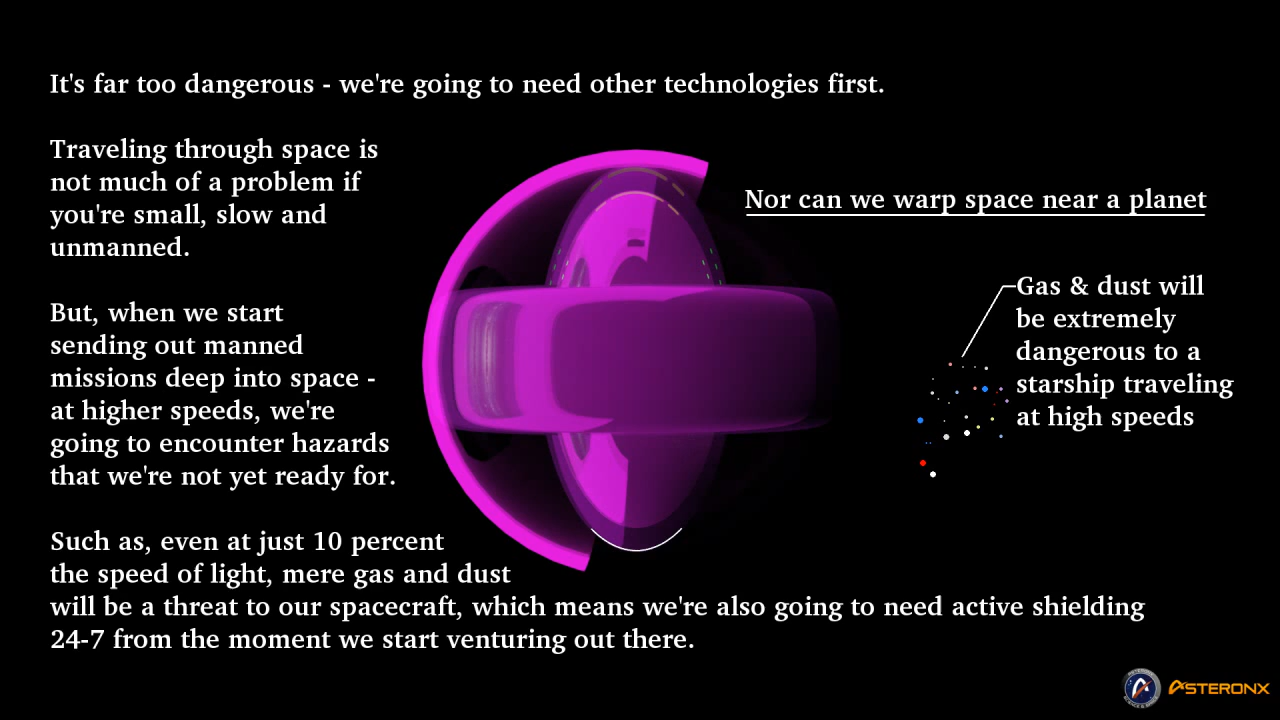 It's far too dangerous - we're going to need other technologies first.
Traveling through space is
not much of a problem if
you're small, slow and
unmanned.
But, when we start
sending out manned
missions deep into space -
at higher speeds, we're
going to encounter hazards
that we're not yet ready for.
Such as, even at just 10 percent
the speed of light, mere gas and dust
will be a threat to our spacecraft, which means we're also going to need active shielding
24-7 from the moment we start venturing out there.
Nor can we warp space near a planet
Gas & dust will
be extremely
dangerous to a
starship traveling
at high speeds
ASTERONX